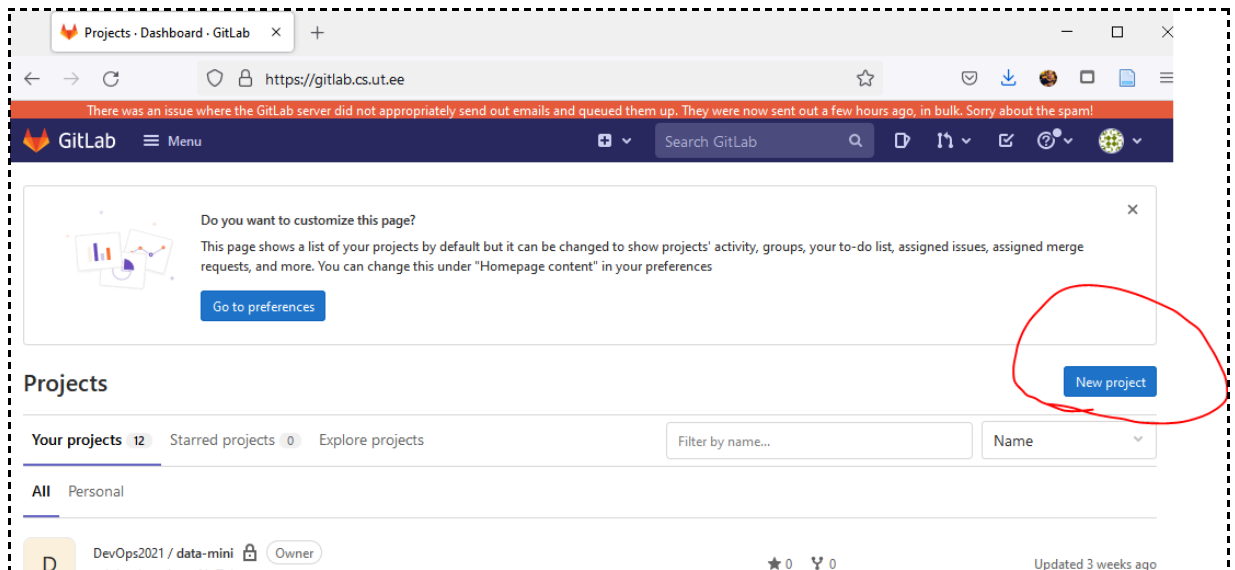 Projects · Dashboard · GitLab
https://gitlab.cs.ut.ee
There was an issue where the GitLab server did not appropriately send out emails and queued them up. They were now sent out a few hours ago, in bulk. Sorry about the spam!
GitLab Menu Search GitLab
Do you want to customize this page?
This page shows a list of your projects by default but it can be changed to show projects' activity, groups, your to-do list, assigned issues, assigned merge
requests, and more. You can change this under "Homepage content" in your preferences
Go to preferences
Projects New project
Your projects 12 Starred projects 0 Explore projects Filter by name... Name
All Personal
D DevOps2021 / data-mini Owner 0 0 Updated 3 weeks ago